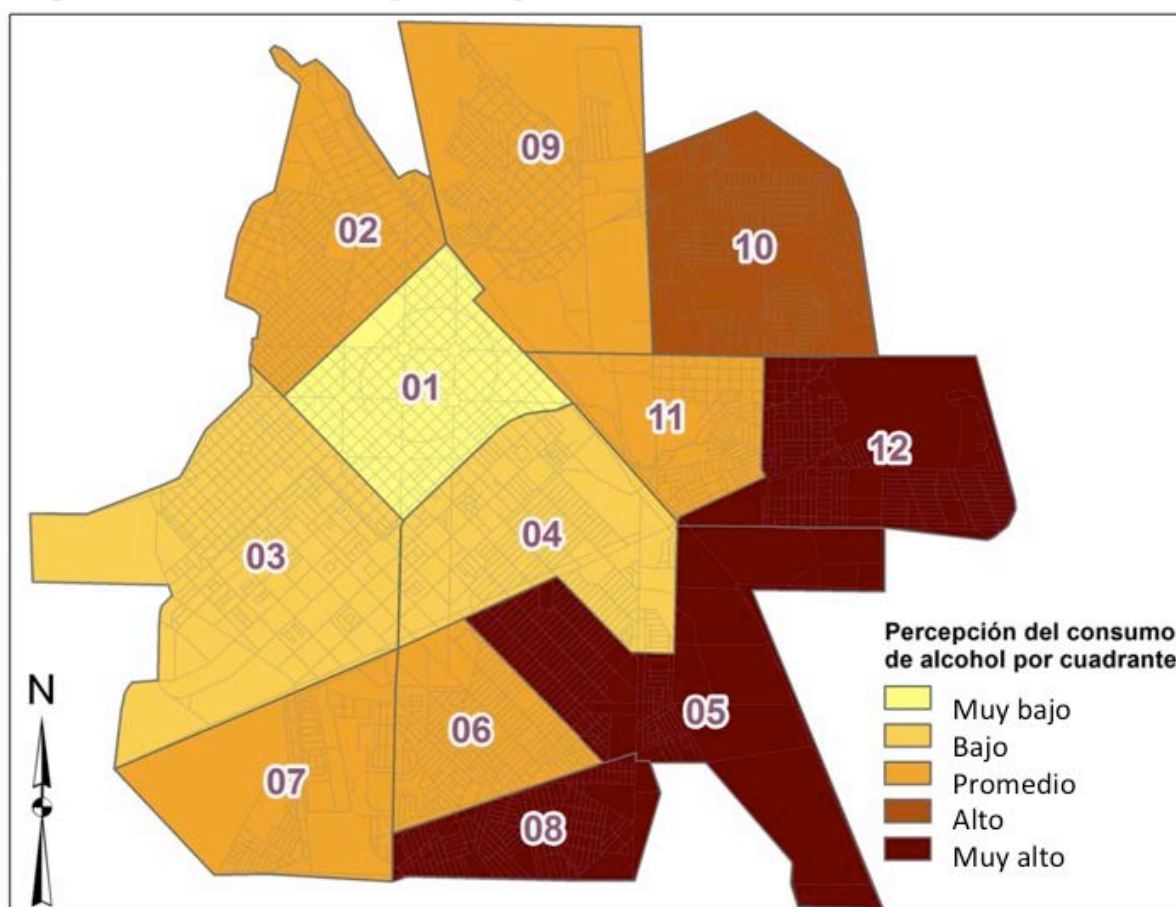 09
02
10
01
11
12
04
03
05
06
07
08
N
Percepción del consumo
de alcohol por cuadrante
Muy bajo
Bajo
Promedio
Alto
Muy alto